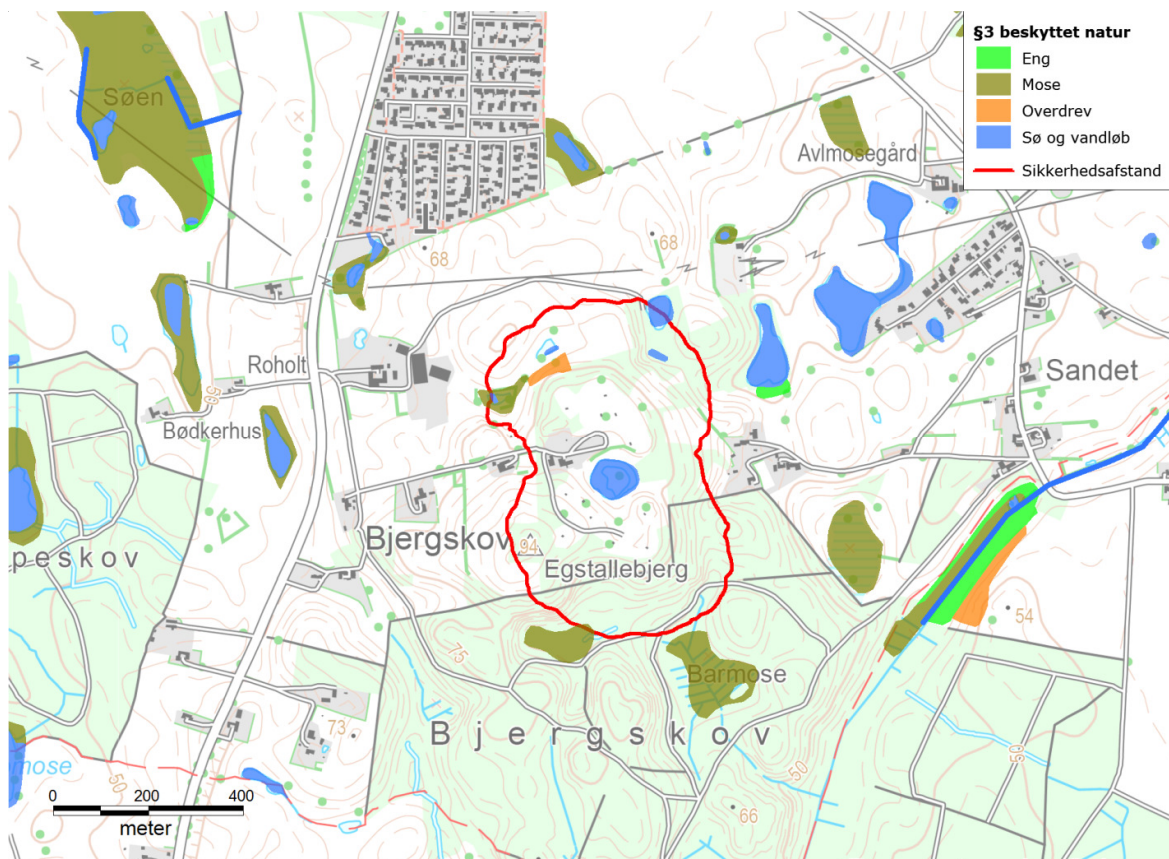 §3 beskyttet natur
Eng
Mose
Overdrev
Sø og vandløb
Sikkerhedsafstand
Søen
Avlmosegård
68
68
Roholt
Sandet
69
Bødkerhus
peskov
Bjergskov
94
Egstallebjerg
54
75
Barmose
Bjergskov
73
mose
50
50
50
66
0 200 400
meter